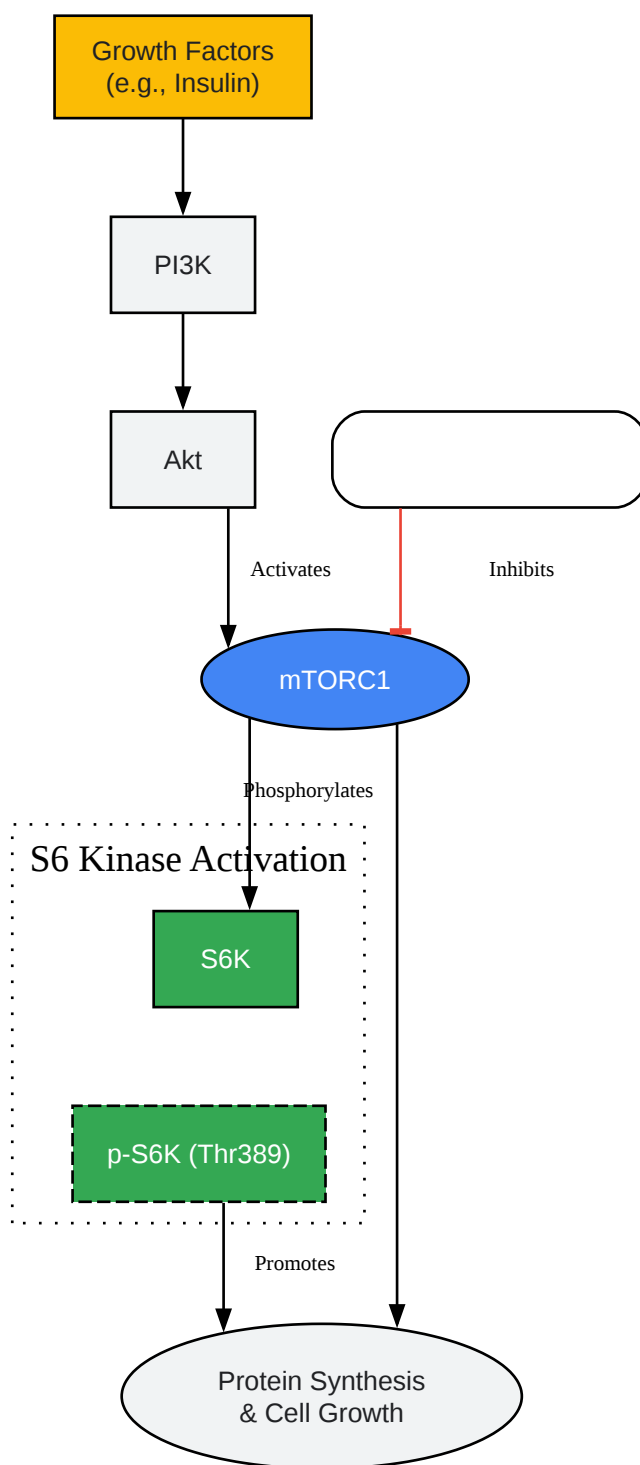 Growth Factors
(e.g., Insulin)
PI3K
Akt
Activates
Inhibits
mTORC1
Phosphorylates
S6 Kinase Activation
S6K
p-S6K (Thr389)
Promotes
Protein Synthesis
& Cell Growth